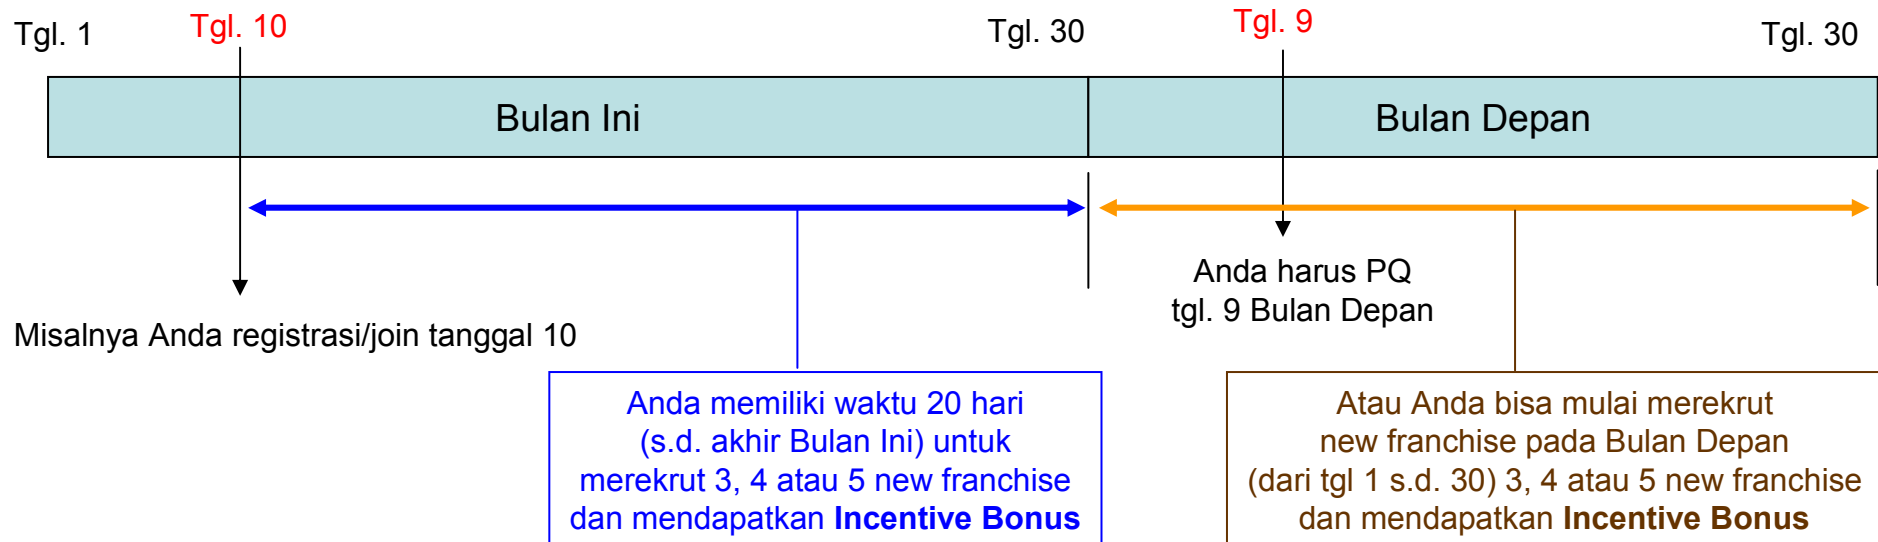 Tgl. 1
Tgl. 10
Tgl. 30
Tgl. 9
Tgl. 30
Bulan Ini
Bulan Depan
Misalnya Anda registrasi/join tanggal 10
Anda harus PQ
tgl. 9 Bulan Depan
Anda memiliki waktu 20 hari
(s.d. akhir Bulan Ini) untuk
merekrut 3, 4 atau 5 new franchise
dan mendapatkan Incentive Bonus
Atau Anda bisa mulai merekrut
new franchise pada Bulan Depan
(dari tgl 1 s.d. 30) 3, 4 atau 5 new franchise
dan mendapatkan Incentive Bonus